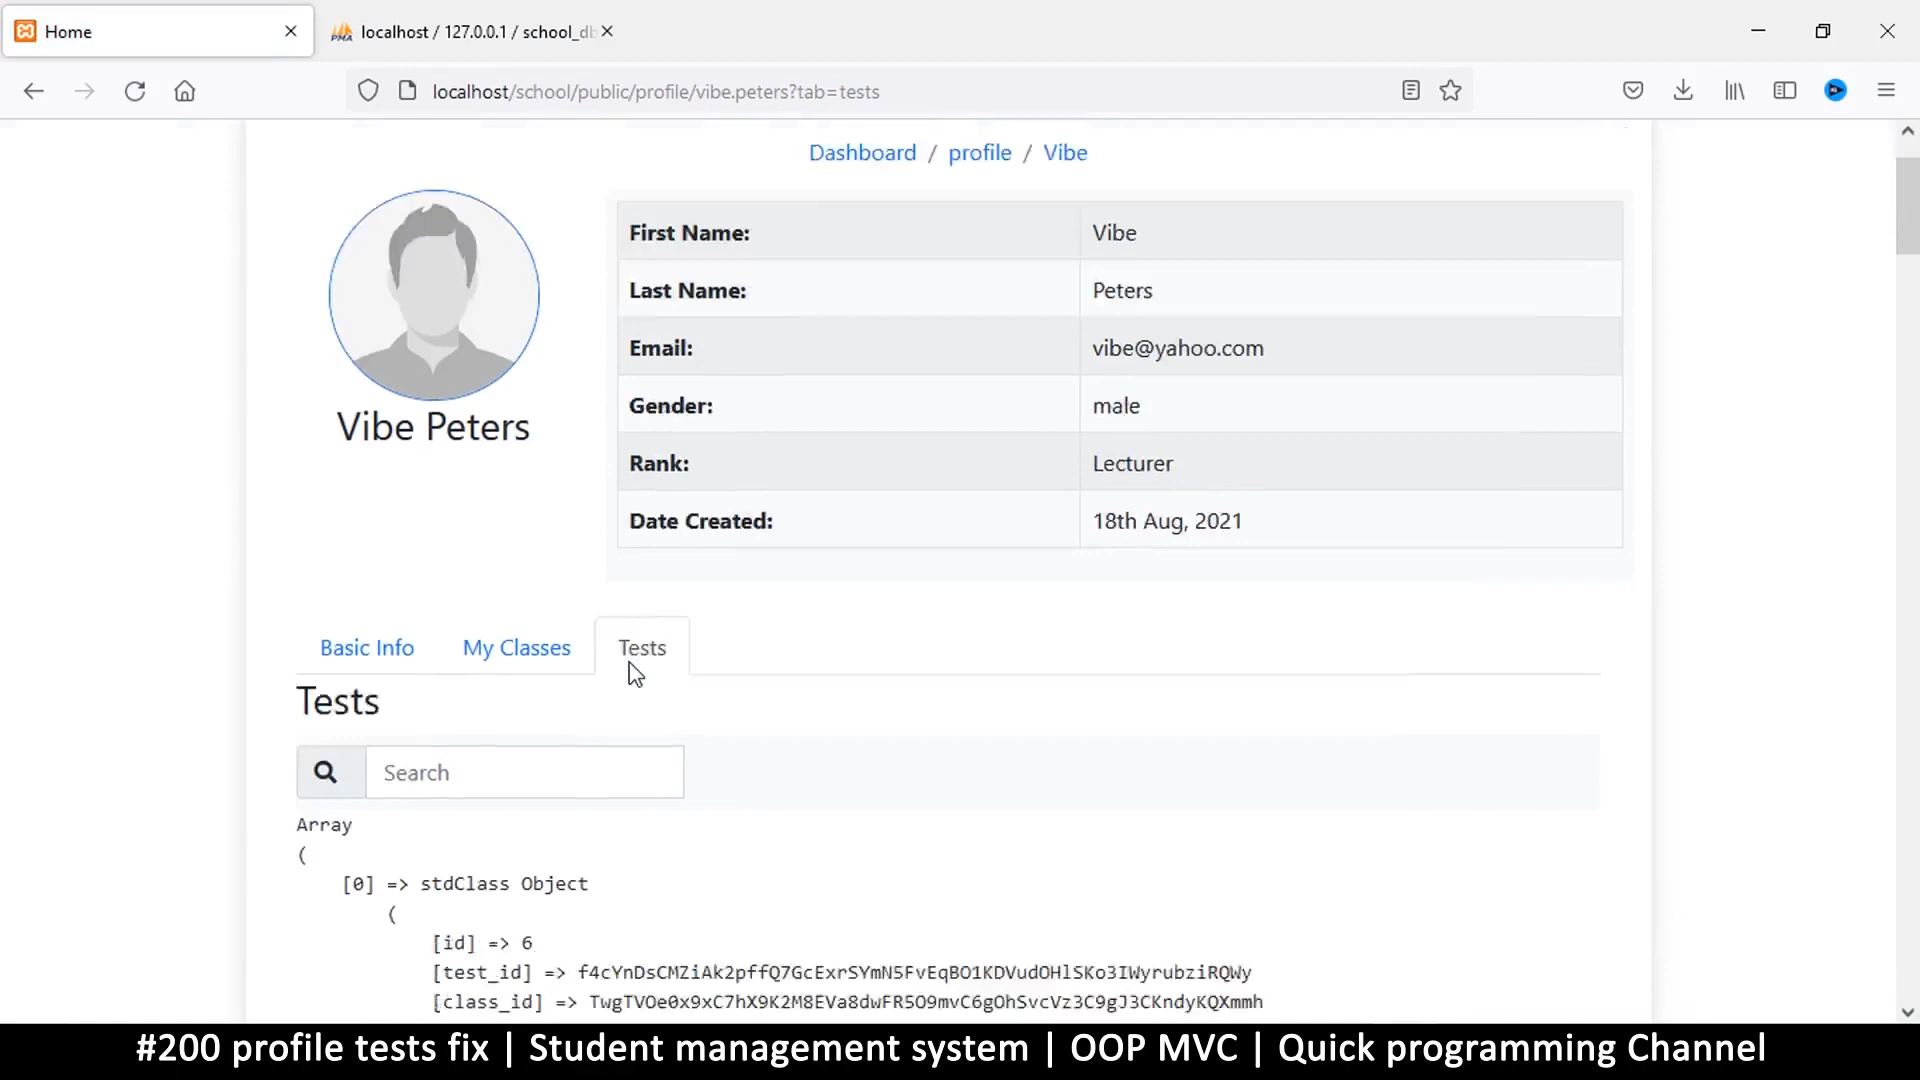 Home
localhost / 127.0.0.1 / school_db
PMA
localhost/school/public/profile/vibe.peters?tab=tests
Dashboard / profile / Vibe
Vibe Peters
First Name: Vibe
Last Name: Peters
Email: vibe@yahoo.com
Gender: male
Rank: Lecturer
Date Created: 18th Aug, 2021
Basic Info My Classes Tests
Tests
Search
Array
(
[0] => stdClass Object
(
[id] => 6
[test_id] => f4cYnDsCMZiAk2pffQ7GcExrSYmN5FvEqBO1KDVudOHlSKo3IWyrubziRQWy
[class_id] => TwgTVOe0x9xC7hX9K2M8EVa8dwFR5O9mvC6gOhSvcVz3C9gJ3CKndyKQXmmh
#200 profile tests fix | Student management system | OOP MVC | Quick programming Channel